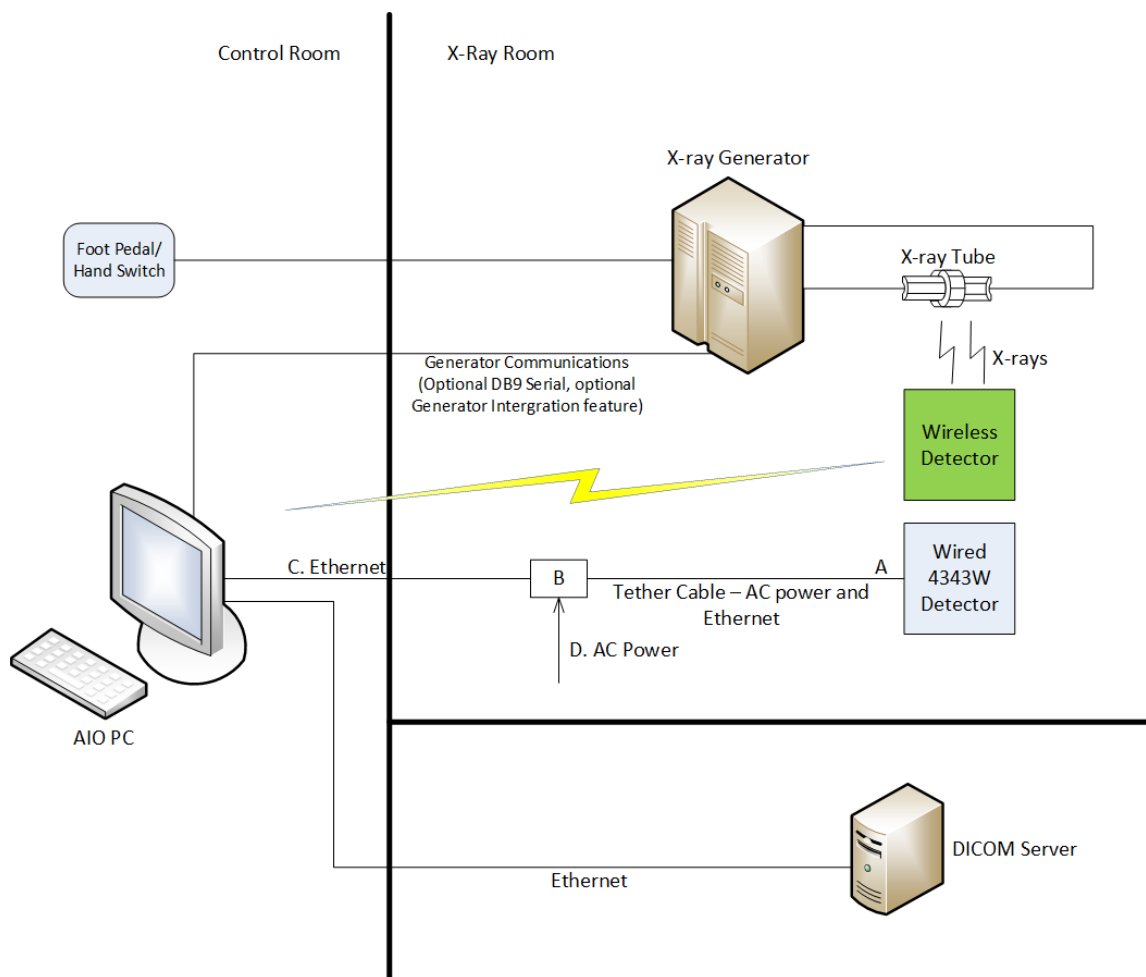 Control Room
X-Ray Room
X-ray Generator
Foot Pedal/
Hand Switch
X-ray Tube
X-rays
Generator Communications
(Optional DB9 Serial, optional
Generator Intergration feature)
Wireless
Detector
Wired
4343W
Detector
C. Ethernet
B
A
Tether Cable – AC power and
Ethernet
D. AC Power
AIO PC
DICOM Server
Ethernet